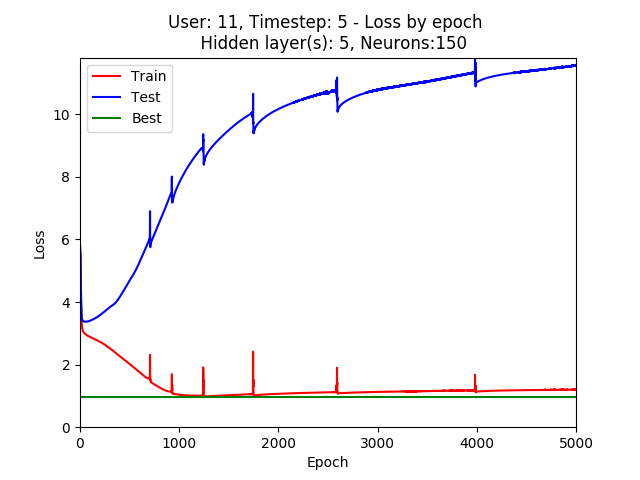 User: 11, Timestep: 5 - Loss by epoch
Hidden layer(s): 5, Neurons:150
Train
Test
Best
10
8
6
4
2
0
Loss
0
1000
2000
3000
4000
5000
Epoch